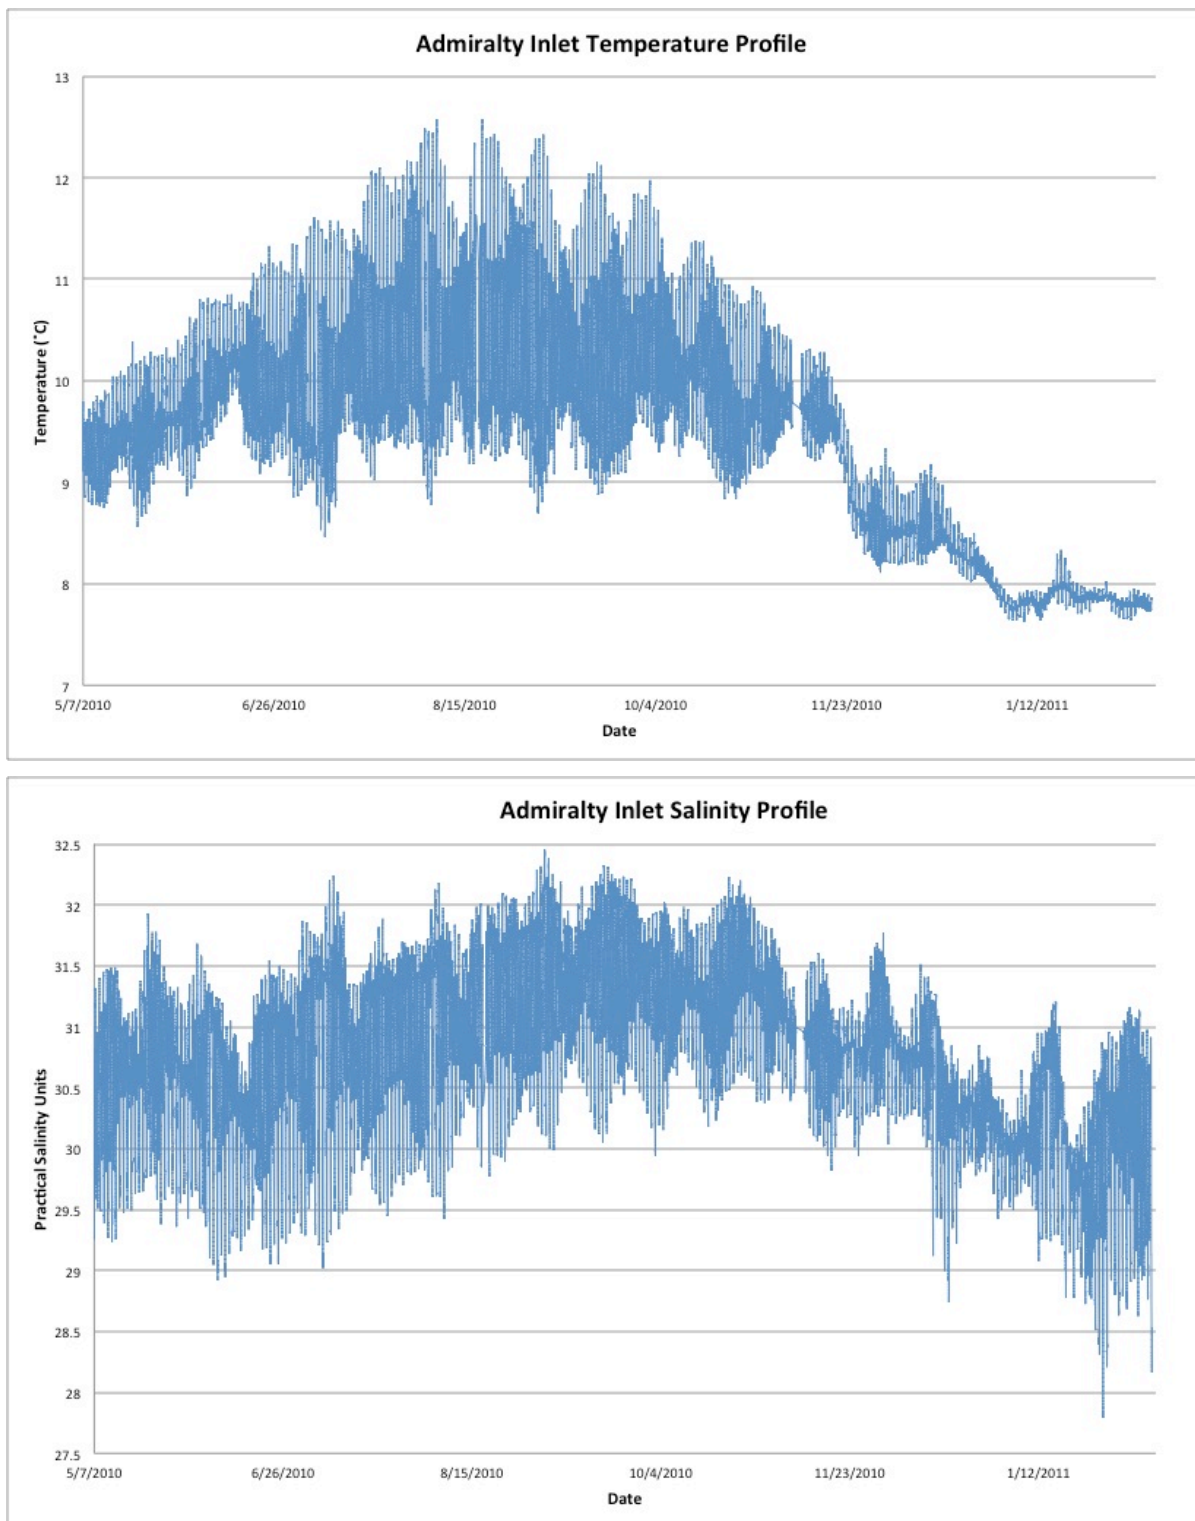 Admiralty Inlet Temperature Profile
13
12
11
10
9
8
7
Temperature (˚C)
5/7/2010 6/26/2010 8/15/2010 10/4/2010 11/23/2010 1/12/2011
Date
Admiralty Inlet Salinity Profile
32.5
32
31.5
31
30.5
30
29.5
29
28.5
28
27.5
Practical Salinity Units
5/7/2010 6/26/2010 8/15/2010 10/4/2010 11/23/2010 1/12/2011
Date